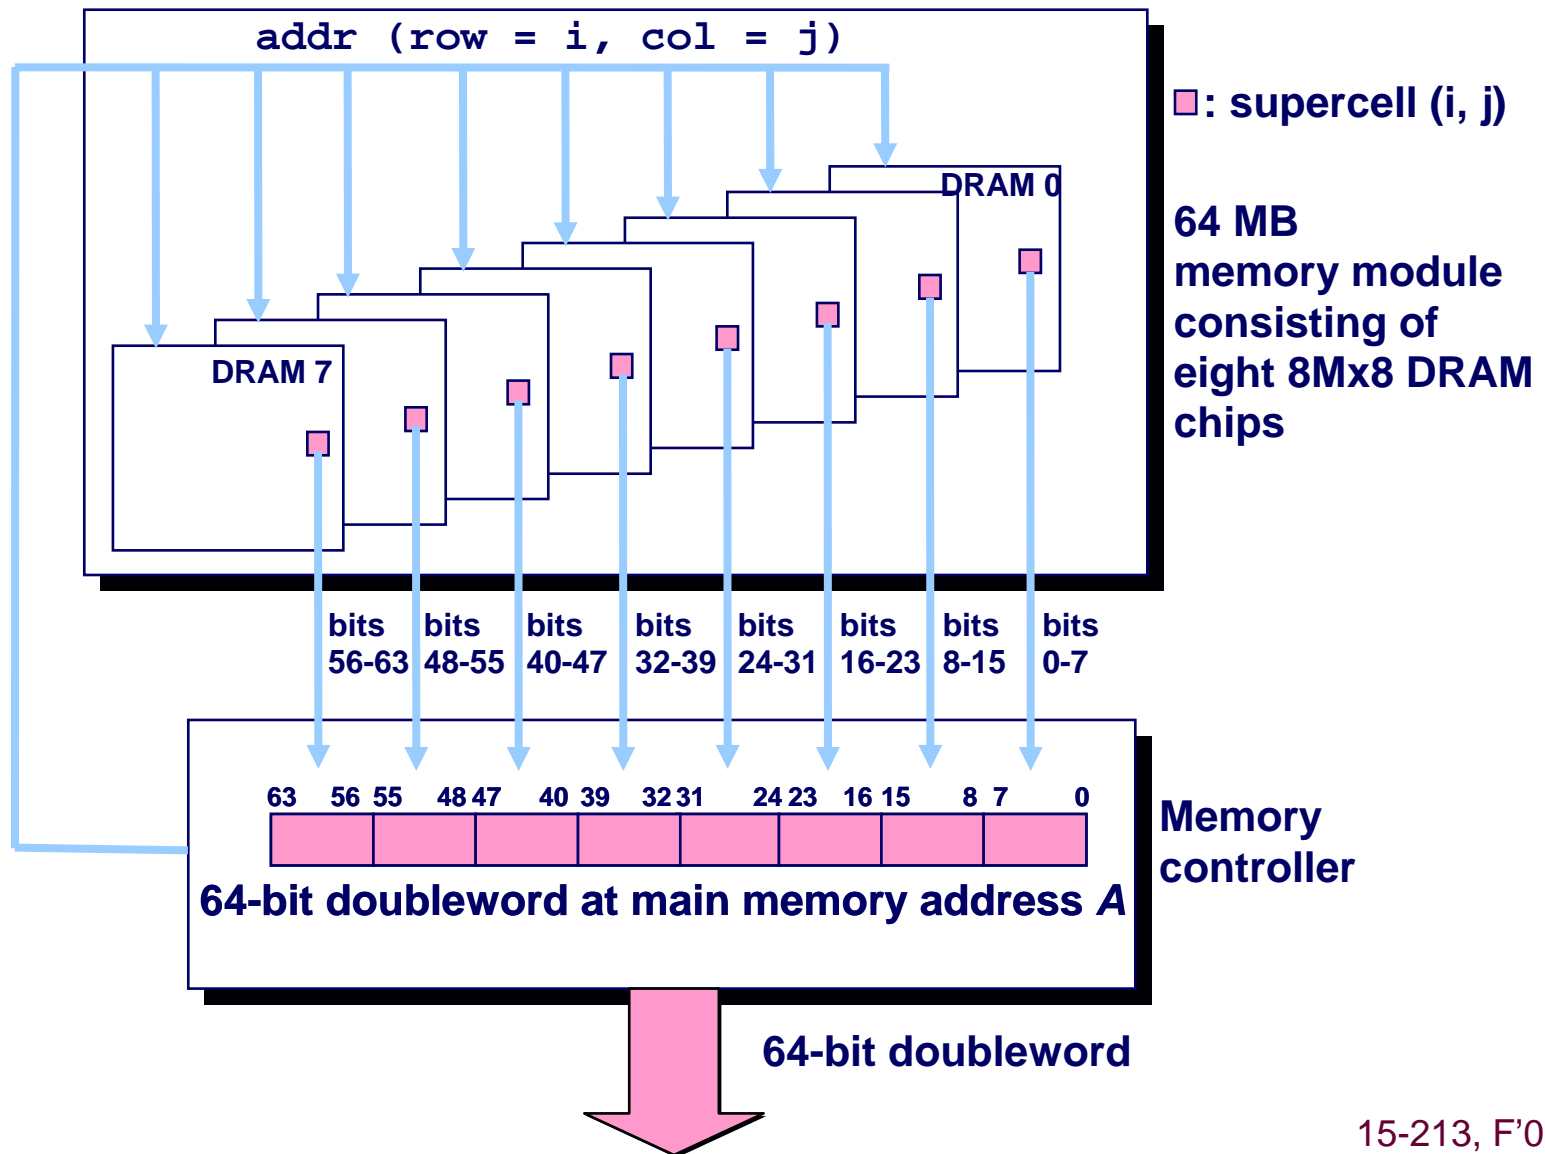 addr (row = i, col = j)
: supercell (i, j)
DRAM 0
64 MB
memory module
consisting of
eight 8Mx8 DRAM
chips
DRAM 7
bits bits bits bits bits bits bits bits
56-63 48-55 40-47 32-39 24-31 16-23 8-15 0-7
63 56 55 48 47 40 39 32 31 24 23 16 15 8 7 0
Memory
controller
64-bit doubleword at main memory address A
64-bit doubleword
15-213, F’0